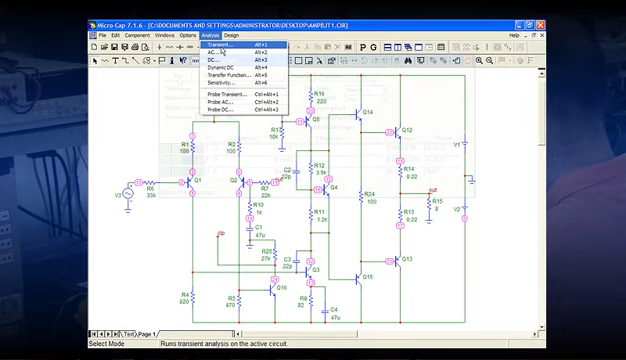 Micro-Cap 7.1.6 - [C:\DOCUMENTS AND SETTINGS\ADMINISTRATOR\DESKTOP\AMPBJT1.CIR]
File Edit Component Windows Options Analysis Design
Transient... Alt+1
AC... Alt+2
DC... Alt+3
Dynamic DC Alt+4
Transfer Function... Alt+5
Sensitivity... Alt+6
Probe Transient... Ctrl+Alt+1
Probe AC... Ctrl+Alt+2
Probe DC... Ctrl+Alt+3
R16
220
Q5
Q14
R17
10k
Q12
V1
R1
100
R2
100
C2
22p
R12
3.9k
R14
0.22
V3
R6
33k
Q1
Q2
R7
22k
Q4
R24
100
out
R15
8
V2
R10
1k
R11
1.2k
R13
0.22
C1
47u
clip
R25
27k
C3
22p
Q3
Q13
Q15
R4
820
R5
470
Q16
R8
82
C4
47u
Text Page 1
Select Mode
Runs transient analysis on the active circuit.